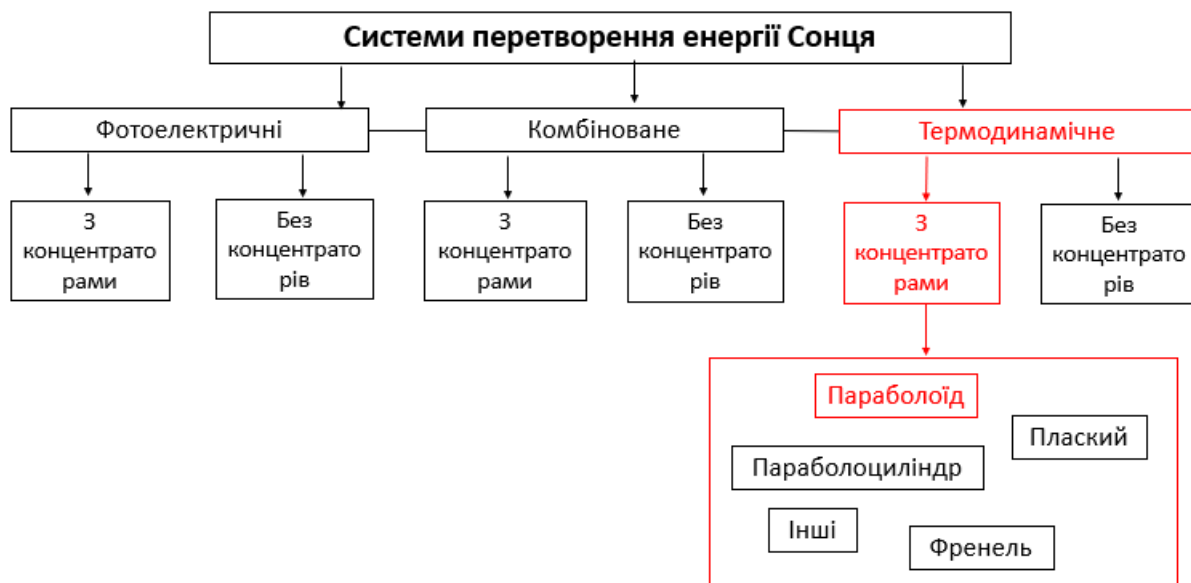 Системи перетворення енергії Сонця
Фотоелектричні
Комбіноване
Термодинамічне
З
концентрато
рами
Без
концентрато
рів
З
концентрато
рами
Без
концентрато
рів
З
концентрато
рами
Без
концентрато
рів
Параболоїд
Плаский
Параболоциліндр
Інші
Френель